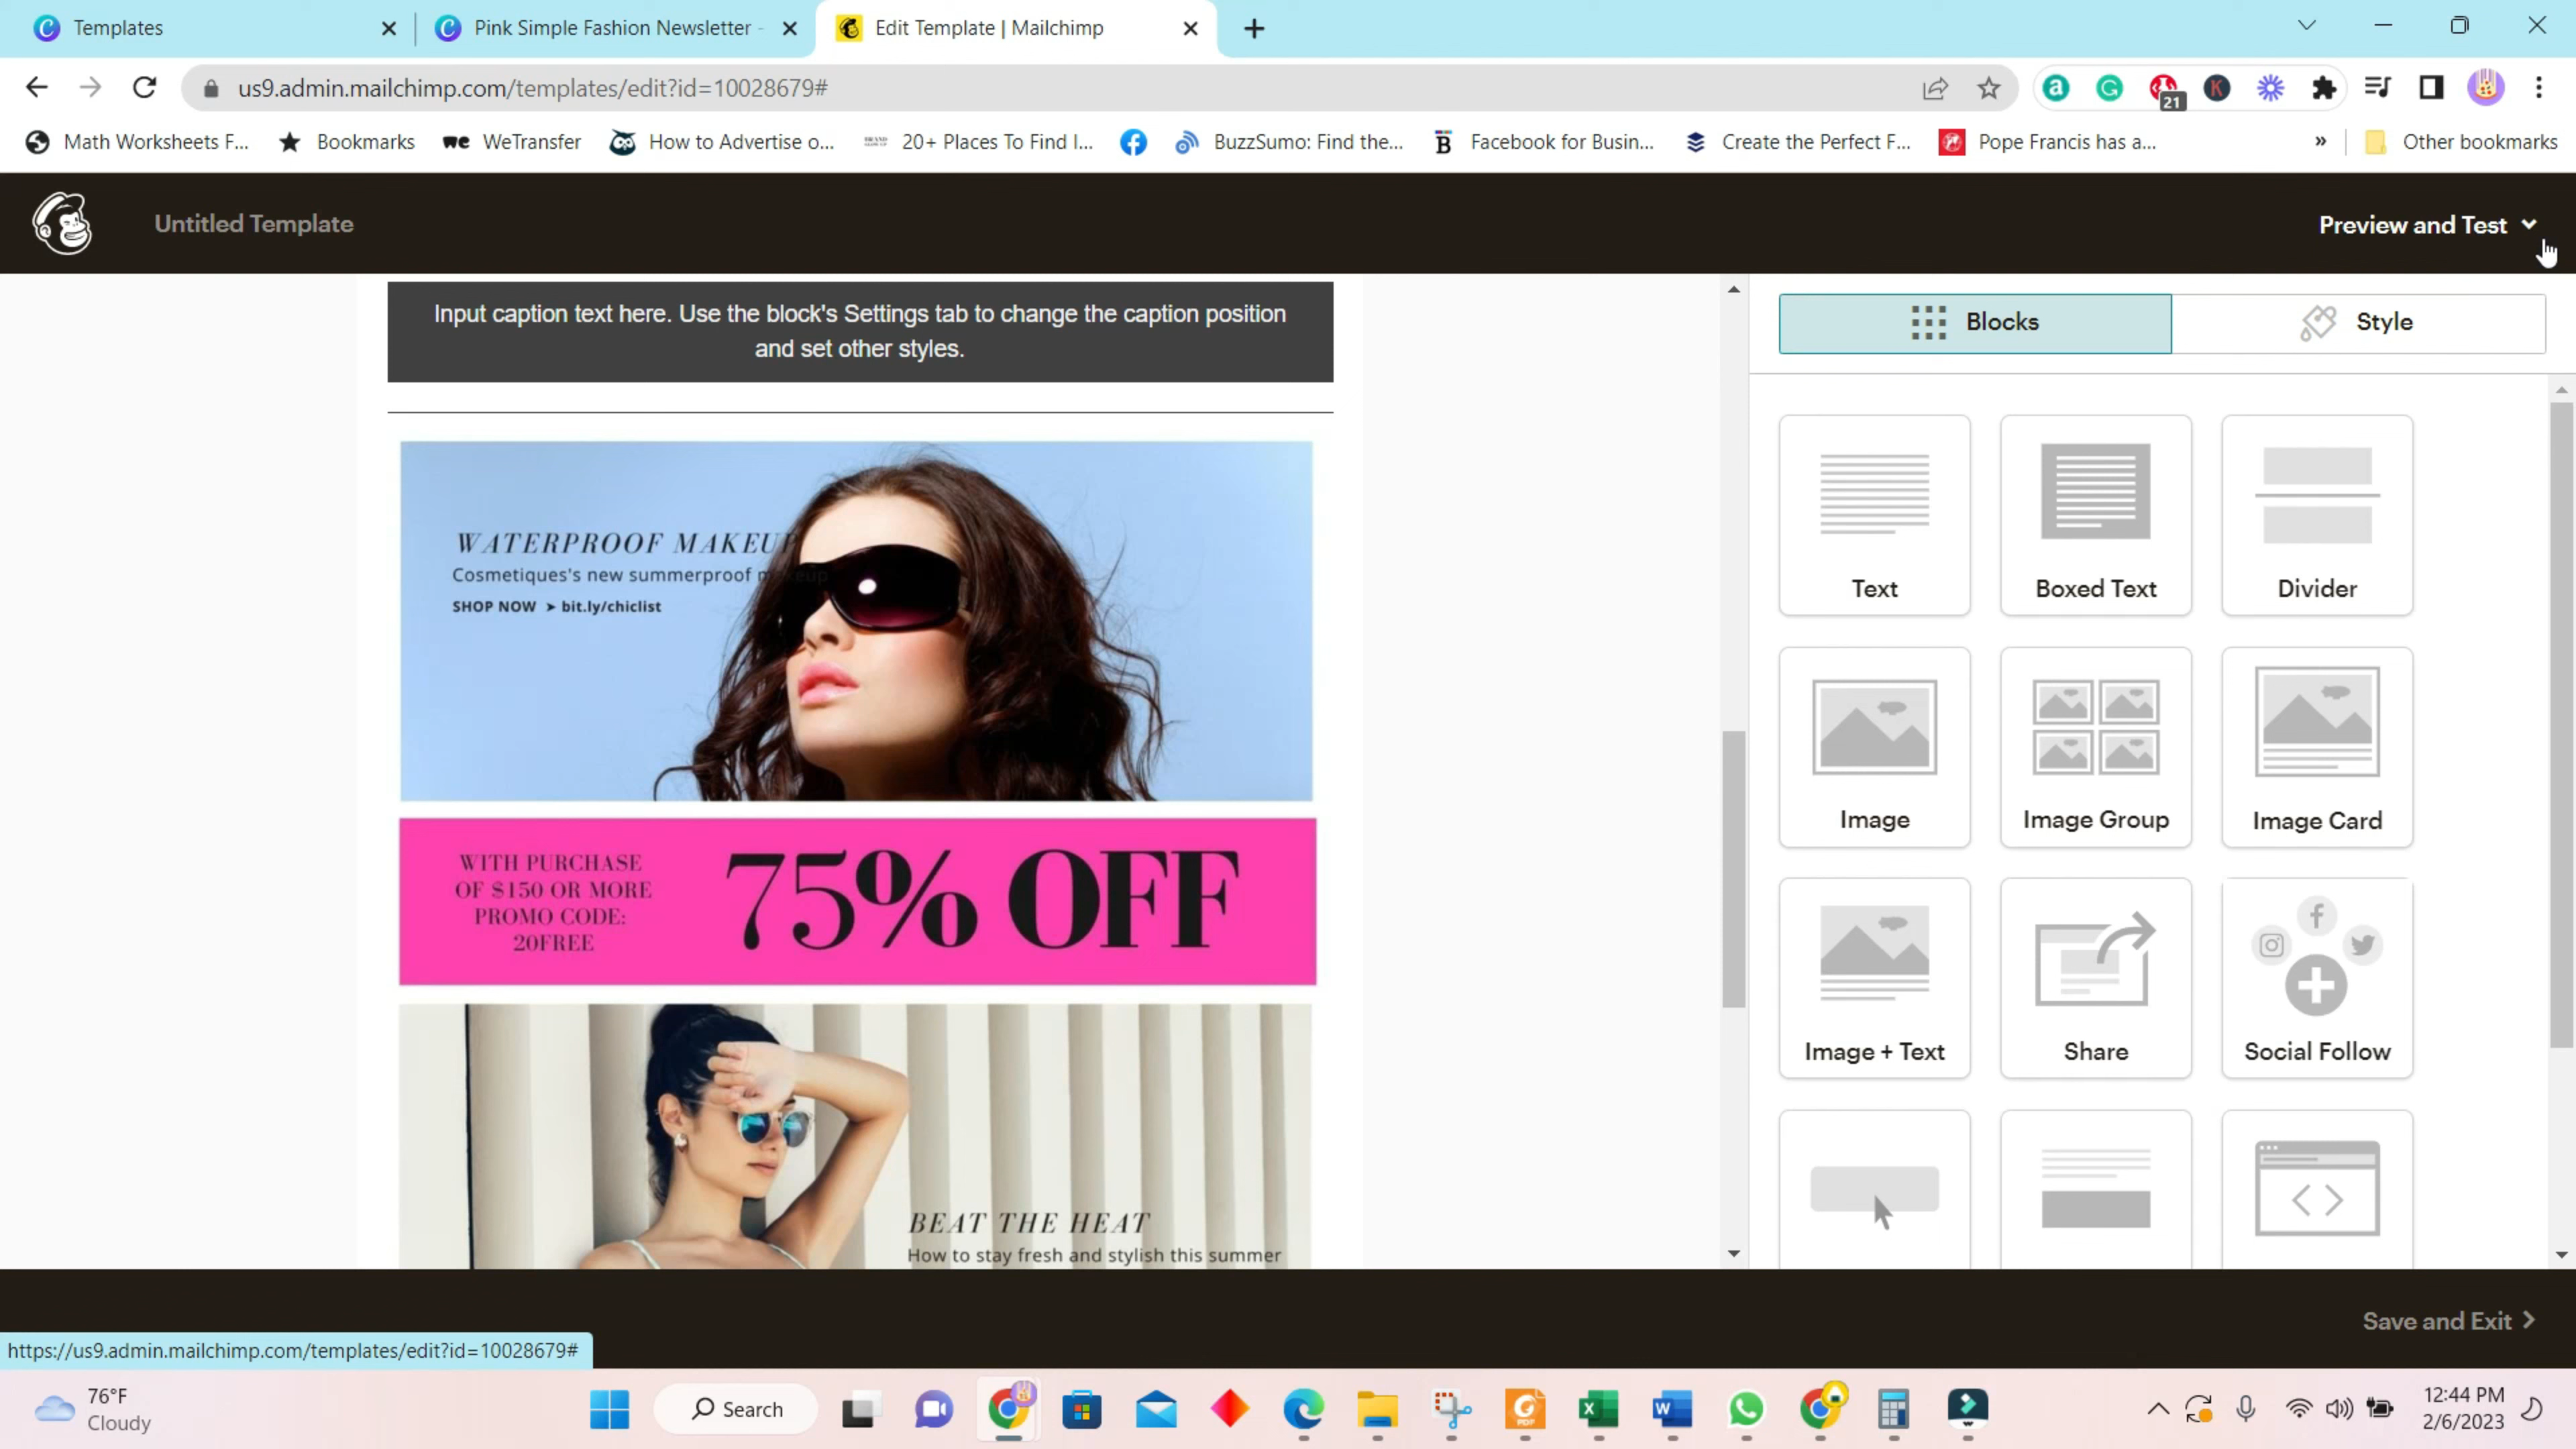 Templates
Pink Simple Fashion Newsletter -
Edit Template | Mailchimp
us9.admin.mailchimp.com/templates/edit?id=10028679#
21
Math Worksheets F...
Bookmarks
WeTransfer
How to Advertise o...
20+ Places To Find I...
BuzzSumo: Find the...
Facebook for Busin...
Create the Perfect F...
Pope Francis has a...
»
Other bookmarks
Untitled Template
Preview and Test
Input caption text here. Use the block's Settings tab to change the caption position
and set other styles.
Blocks
Style
WATERPROOF MAKEUP
Cosmetiques's new summerproof makeup
SHOP NOW ➤ bit.ly/chiclist
WITH PURCHASE
OF $150 OR MORE
PROMO CODE:
20FREE
75% OFF
BEAT THE HEAT
How to stay fresh and stylish this summer
Text
Boxed Text
Divider
Image
Image Group
Image Card
Image + Text
Share
Social Follow
Save and Exit
https://us9.admin.mailchimp.com/templates/edit?id=10028679#
76°F
Cloudy
Search
12:44 PM
2/6/2023